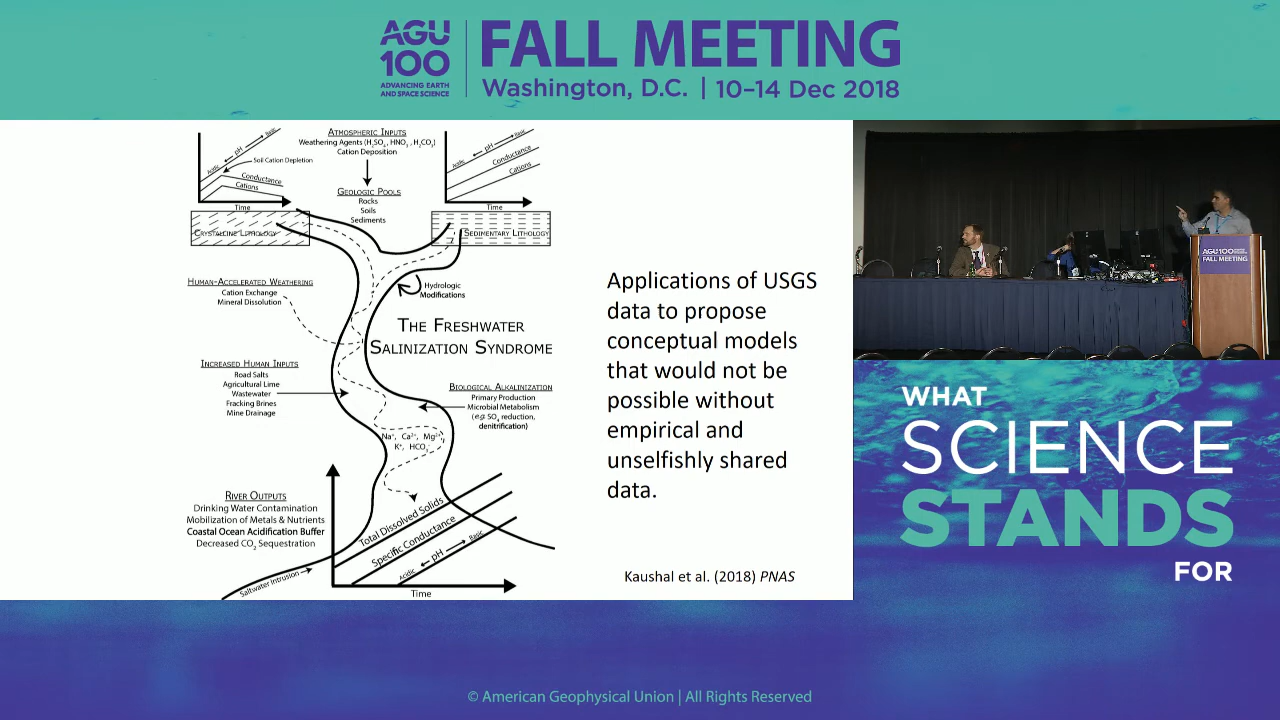 AGU
100
ADVANCING EARTH
AND SPACE SCIENCE
FALL MEETING
Washington, D.C. | 10–14 Dec 2018
Acidic ← pH → Basic
Soil Cation Depletion
Conductance
Cations
Time
ATMOSPHERIC INPUTS
Weathering Agents (H2SO4, HNO3, H2CO3)
Cation Deposition
GEOLOGIC POOLS
Rocks
Soils
Sediments
Acidic ← pH → Basic
Conductance
Cations
Time
CRYSTALLINE LITHOLOGY
SEDIMENTARY LITHOLOGY
HUMAN-ACCELERATED WEATHERING
Cation Exchange
Mineral Dissolution
Hydrologic
Modifications
THE FRESHWATER
SALINIZATION SYNDROME
INCREASED HUMAN INPUTS
Road Salts
Agricultural Lime
Wastewater
Fracking Brines
Mine Drainage
BIOLOGICAL ALKALINIZATION
Primary Production
Microbial Metabolism
(eg SO4 reduction,
denitrification)
Na+, Ca2+, Mg2+,
K+, HCO3-
RIVER OUTPUTS
Drinking Water Contamination
Mobilization of Metals & Nutrients
Coastal Ocean Acidification Buffer
Decreased CO2 Sequestration
Saltwater Intrusion →
Total Dissolved Solids
Specific Conductance
Acidic ← pH → Basic
Time
Applications of USGS
data to propose
conceptual models
that would not be
possible without
empirical and
unselfishly shared
data.
Kaushal et al. (2018) PNAS
AGU100
FALL MEETING
WHAT
SCIENCE
STANDS
FOR
© American Geophysical Union | All Rights Reserved